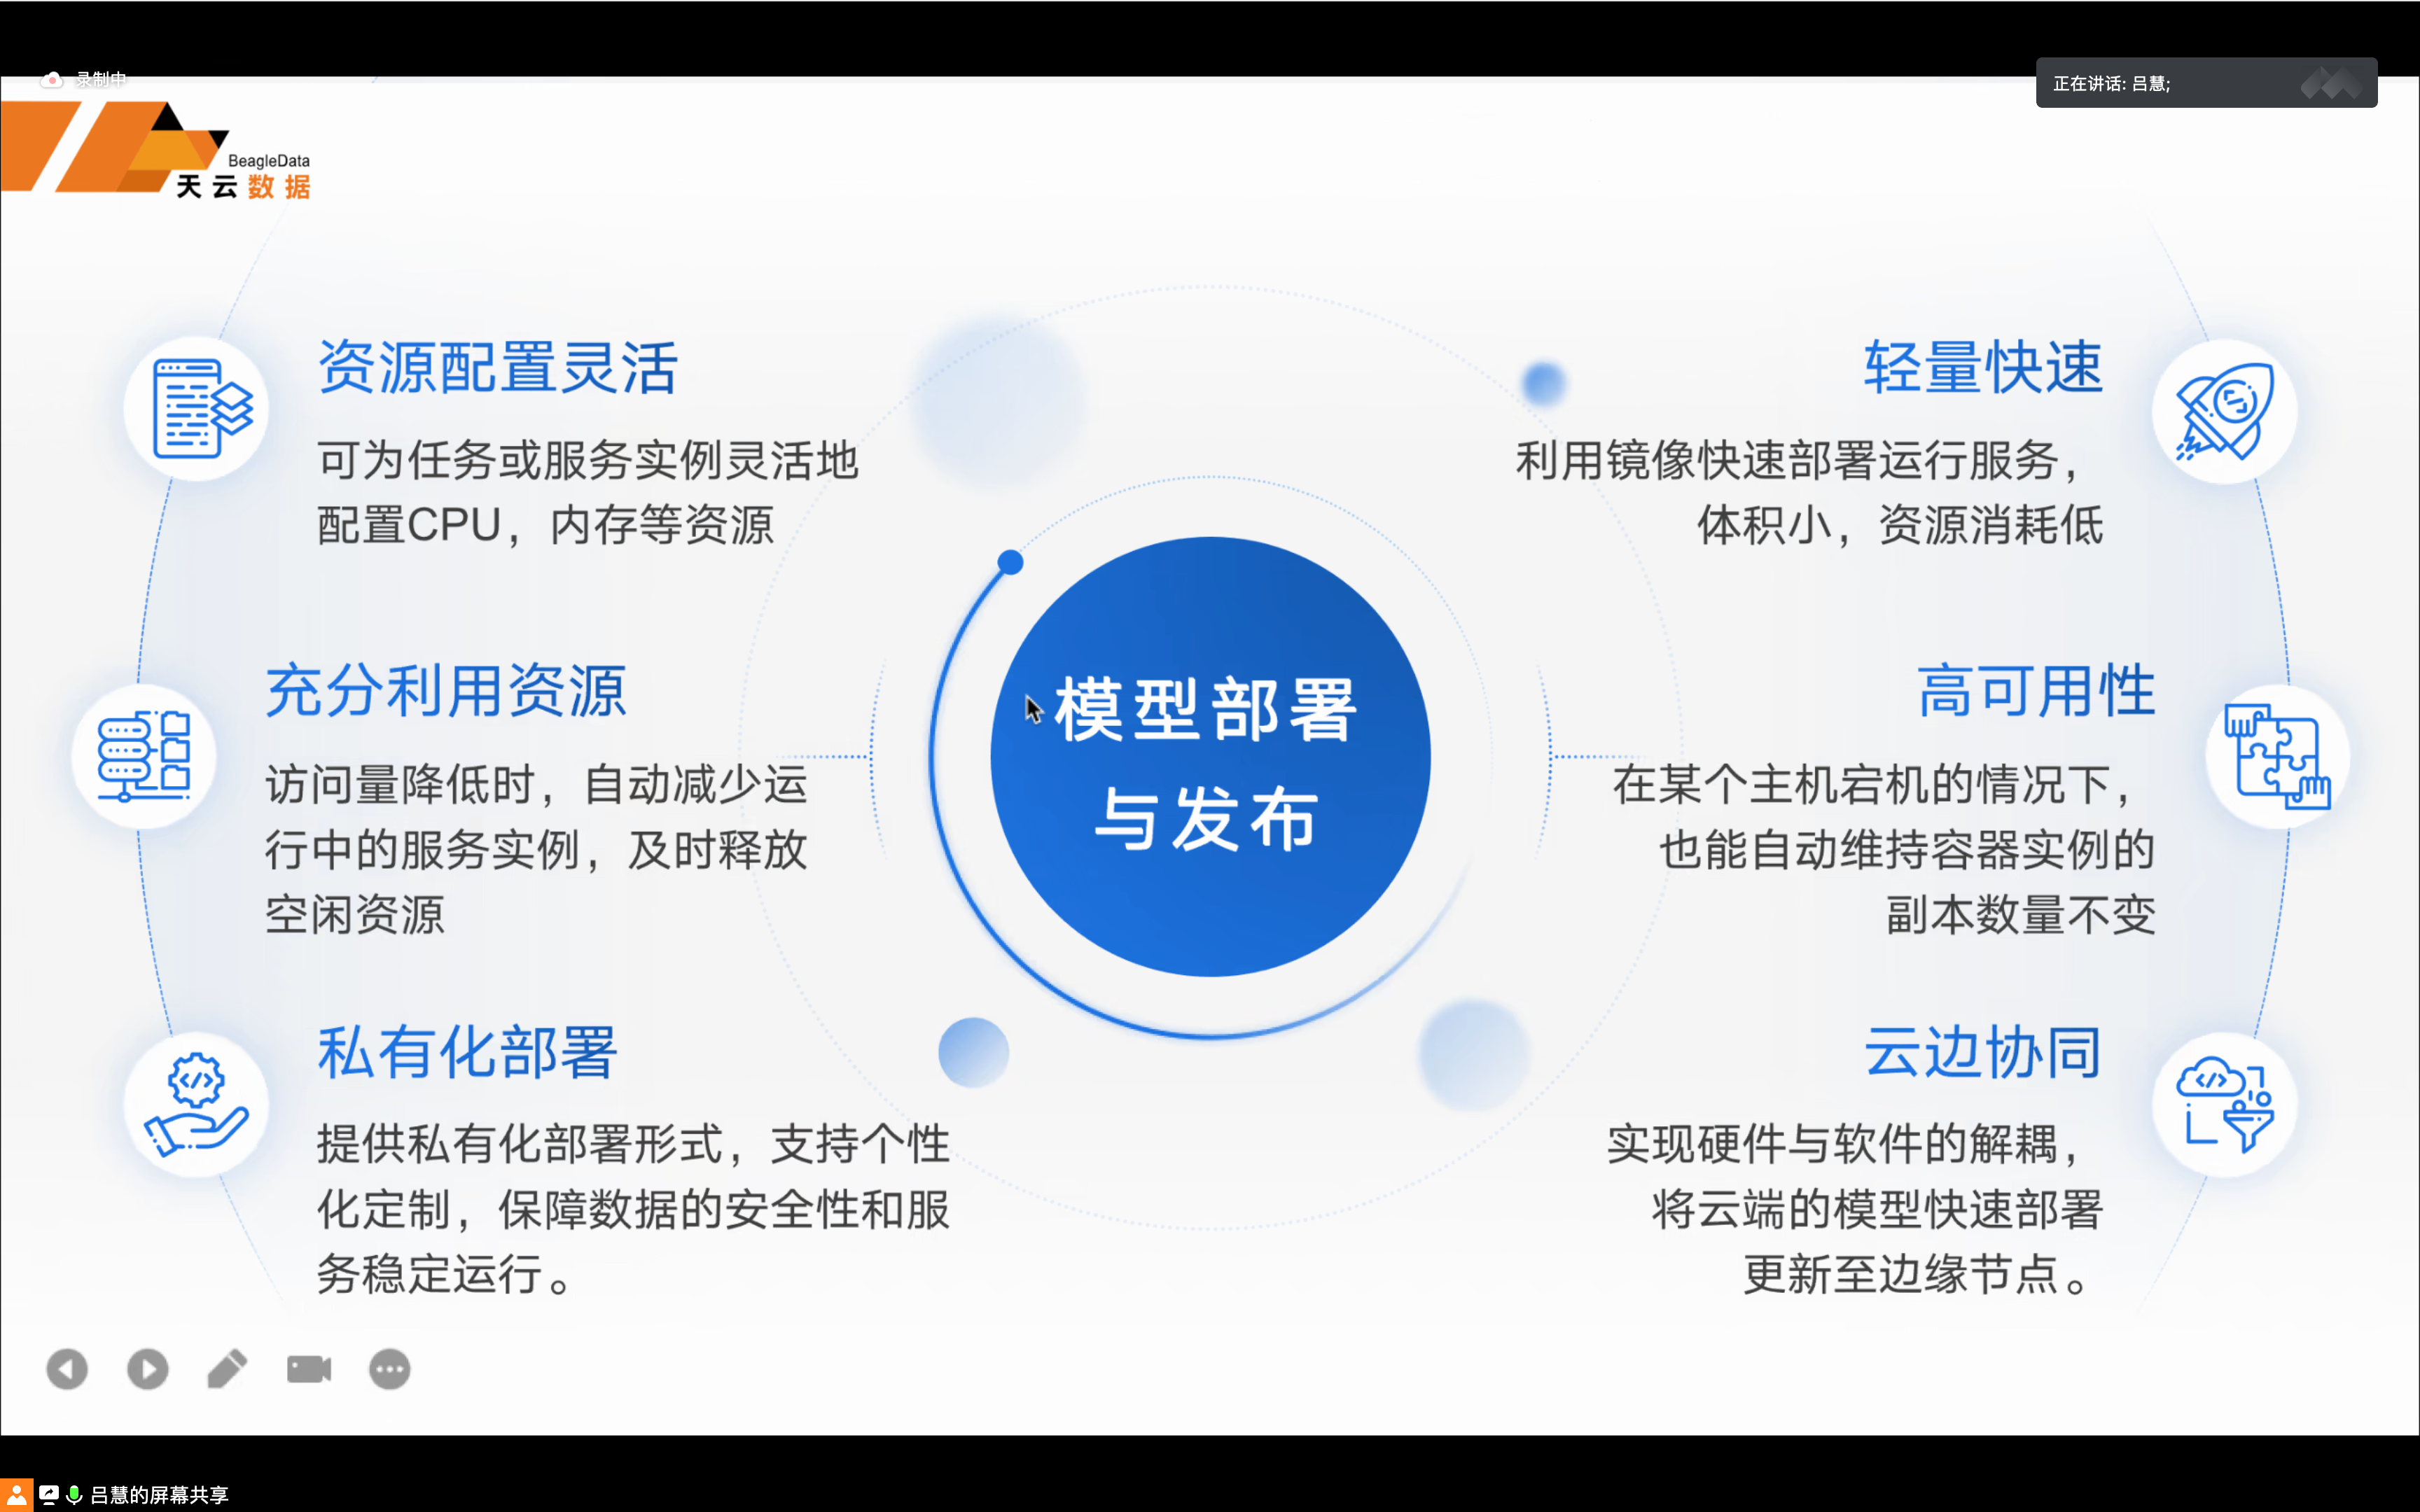 录制中
正在讲话: 吕慧;
BeagleData
天云数据
资源配置灵活
可为任务或服务实例灵活地
配置CPU，内存等资源
充分利用资源
访问量降低时，自动减少运
行中的服务实例，及时释放
空闲资源
私有化部署
提供私有化部署形式，支持个性
化定制，保障数据的安全性和服
务稳定运行。
模型部署
与发布
轻量快速
利用镜像快速部署运行服务，
体积小，资源消耗低
高可用性
在某个主机宕机的情况下，
也能自动维持容器实例的
副本数量不变
云边协同
实现硬件与软件的解耦，
将云端的模型快速部署
更新至边缘节点。
吕慧的屏幕共享